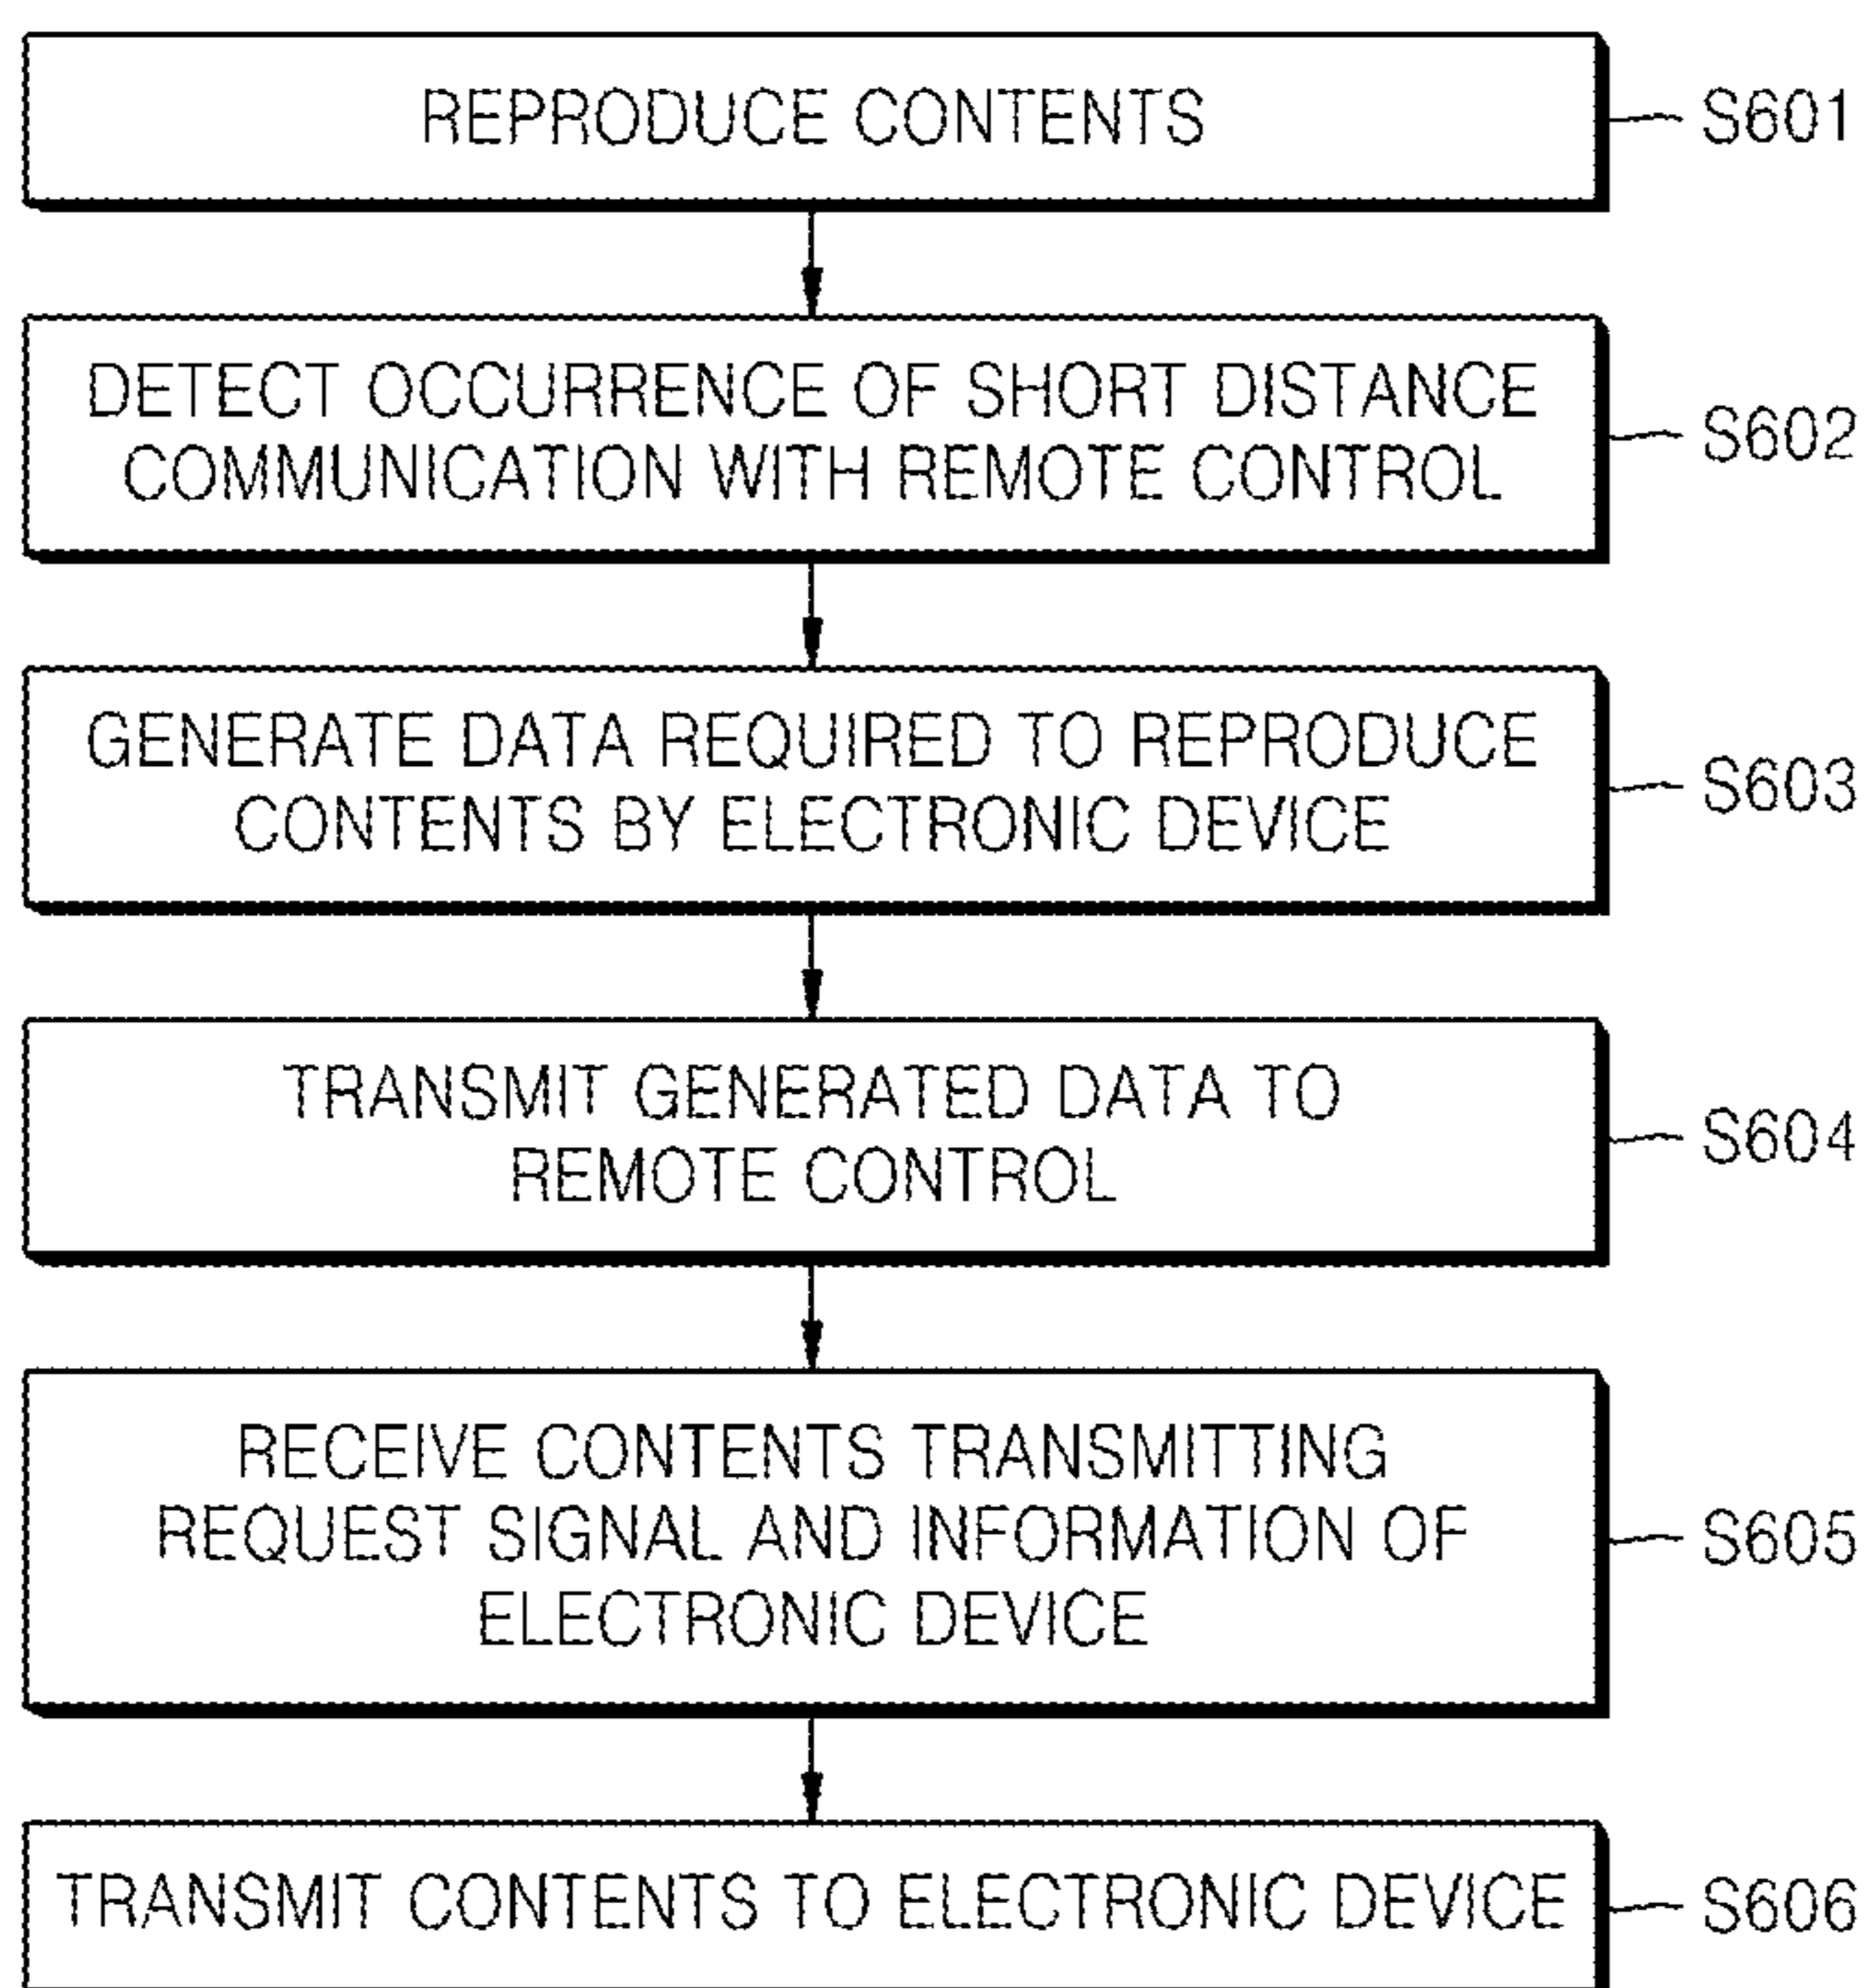 REPRODUCE CONTENTS
S601
DETECT OCCURRENCE OF SHORT DISTANCE
COMMUNICATION WITH REMOTE CONTROL
S602
GENERATE DATA REQUIRED TO REPRODUCE
CONTENTS BY ELECTRONIC DEVICE
S603
TRANSMIT GENERATED DATA TO
REMOTE CONTROL
S604
RECEIVE CONTENTS TRANSMITTING
REQUEST SIGNAL AND INFORMATION OF
ELECTRONIC DEVICE
S605
TRANSMIT CONTENTS TO ELECTRONIC DEVICE
S606